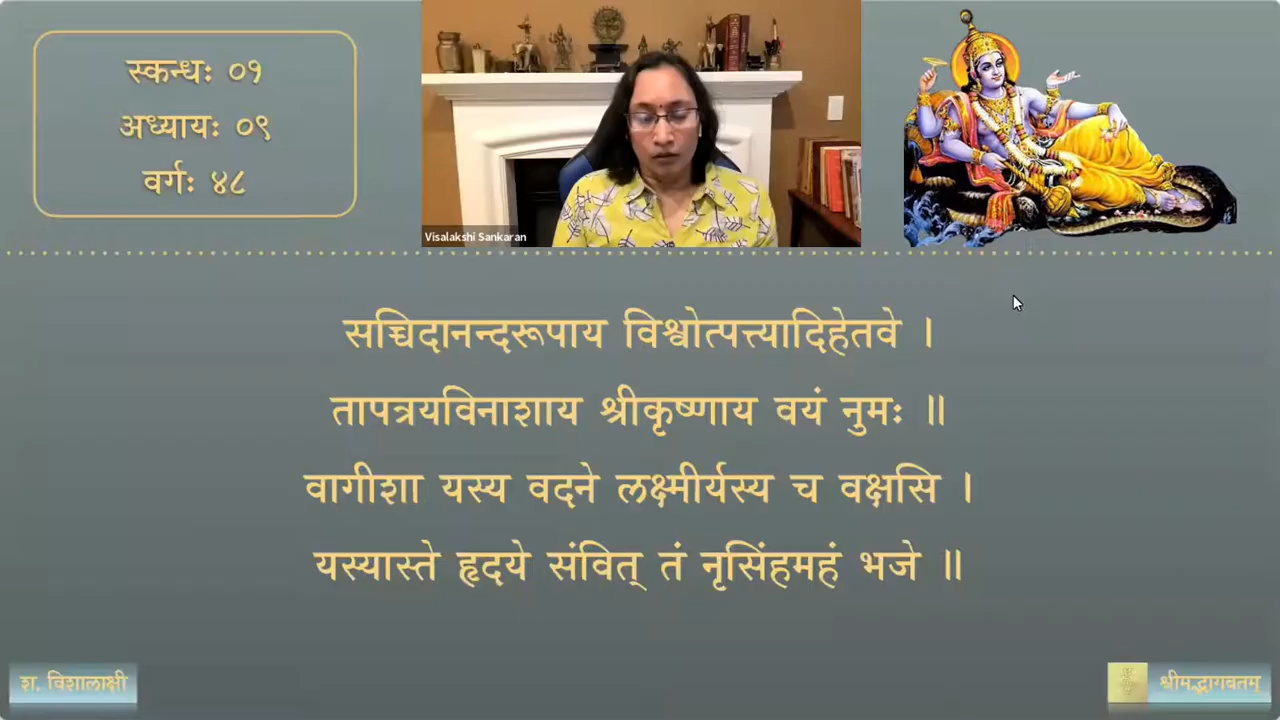 स्कन्धः ०१
अध्यायः ०९
वर्गः ४८
Visalakshi Sankaran
सच्चिदानन्दरूपाय विश्वोत्पत्त्यादिहेतवे ।
तापत्रयविनाशाय श्रीकृष्णाय वयं नुमः ॥
वागीशा यस्य वदने लक्ष्मीर्यस्य च वक्षसि ।
यस्यास्ते हृदये संवित् तं नृसिंहमहं भजे ॥
श. विशालाक्षी
श्रीमद्भागवतम्